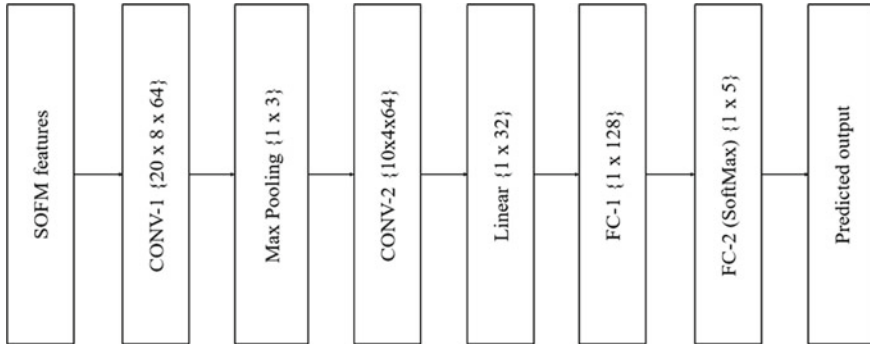 SOFM features
CONV-1 {20 x 8 x 64}
Max Pooling {1 x 3}
CONV-2 {10x4x64}
Linear {1 x 32}
FC-1 {1 x 128}
FC-2 (SoftMax) {1 x 5}
Predicted output